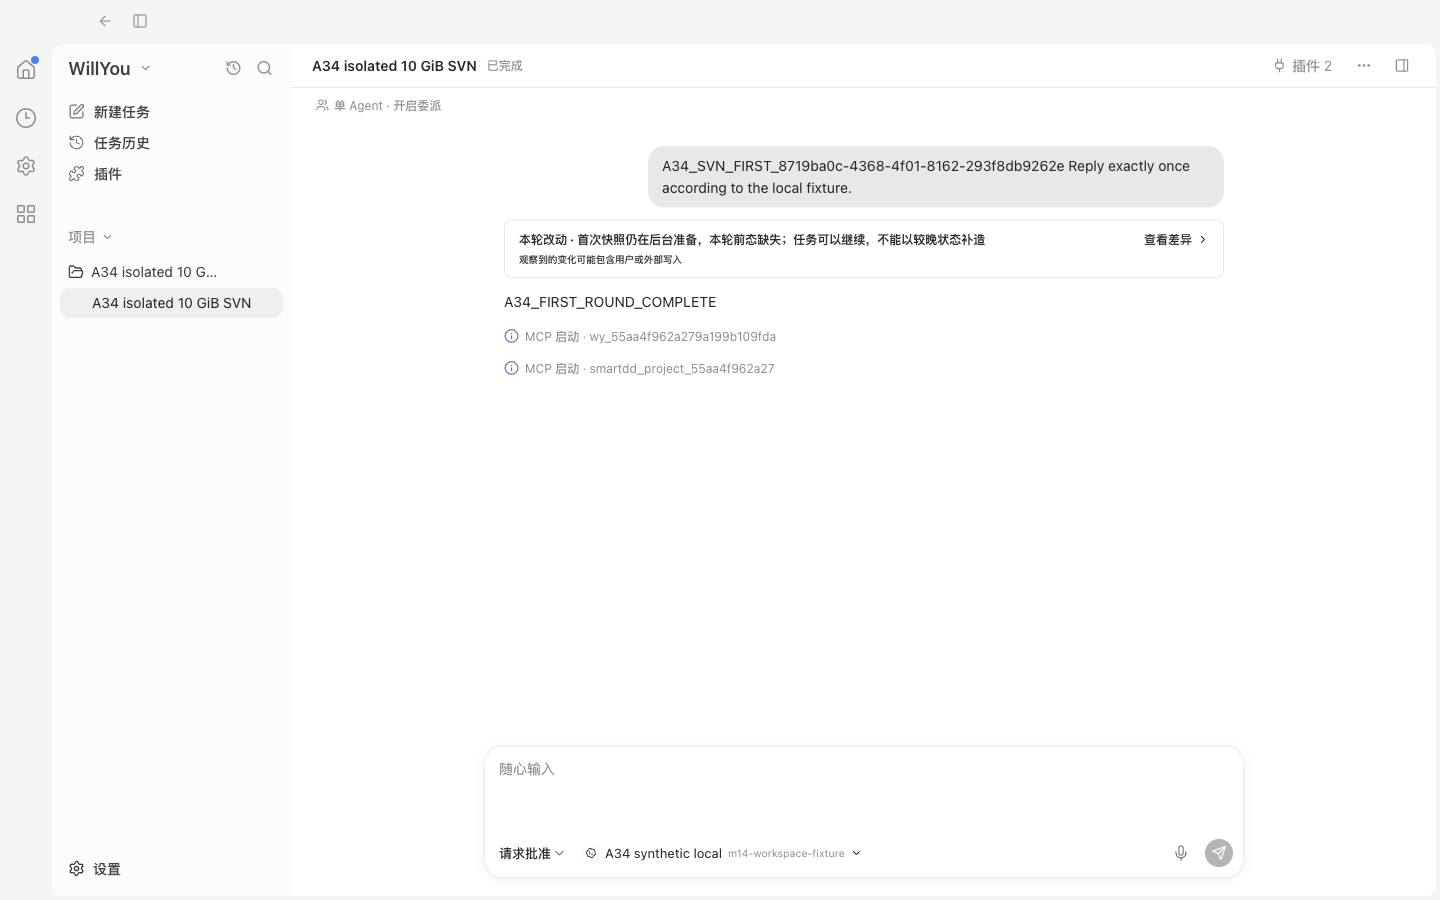 WillYou
新建任务
任务历史
插件
项目
A34 isolated 10 G...
A34 isolated 10 GiB SVN
设置
A34 isolated 10 GiB SVN 已完成
插件 2
单 Agent · 开启委派
A34_SVN_FIRST_8719ba0c-4368-4f01-8162-293f8db9262e Reply exactly once
according to the local fixture.
本轮改动 · 首次快照仍在后台准备，本轮前态缺失；任务可以继续，不能以较晚状态补造
查看差异
观察到的变化可能包含用户或外部写入
A34_FIRST_ROUND_COMPLETE
MCP 启动 · wy_55aa4f962a279a199b109fda
MCP 启动 · smartdd_project_55aa4f962a27
随心输入
请求批准
A34 synthetic local m14-workspace-fixture